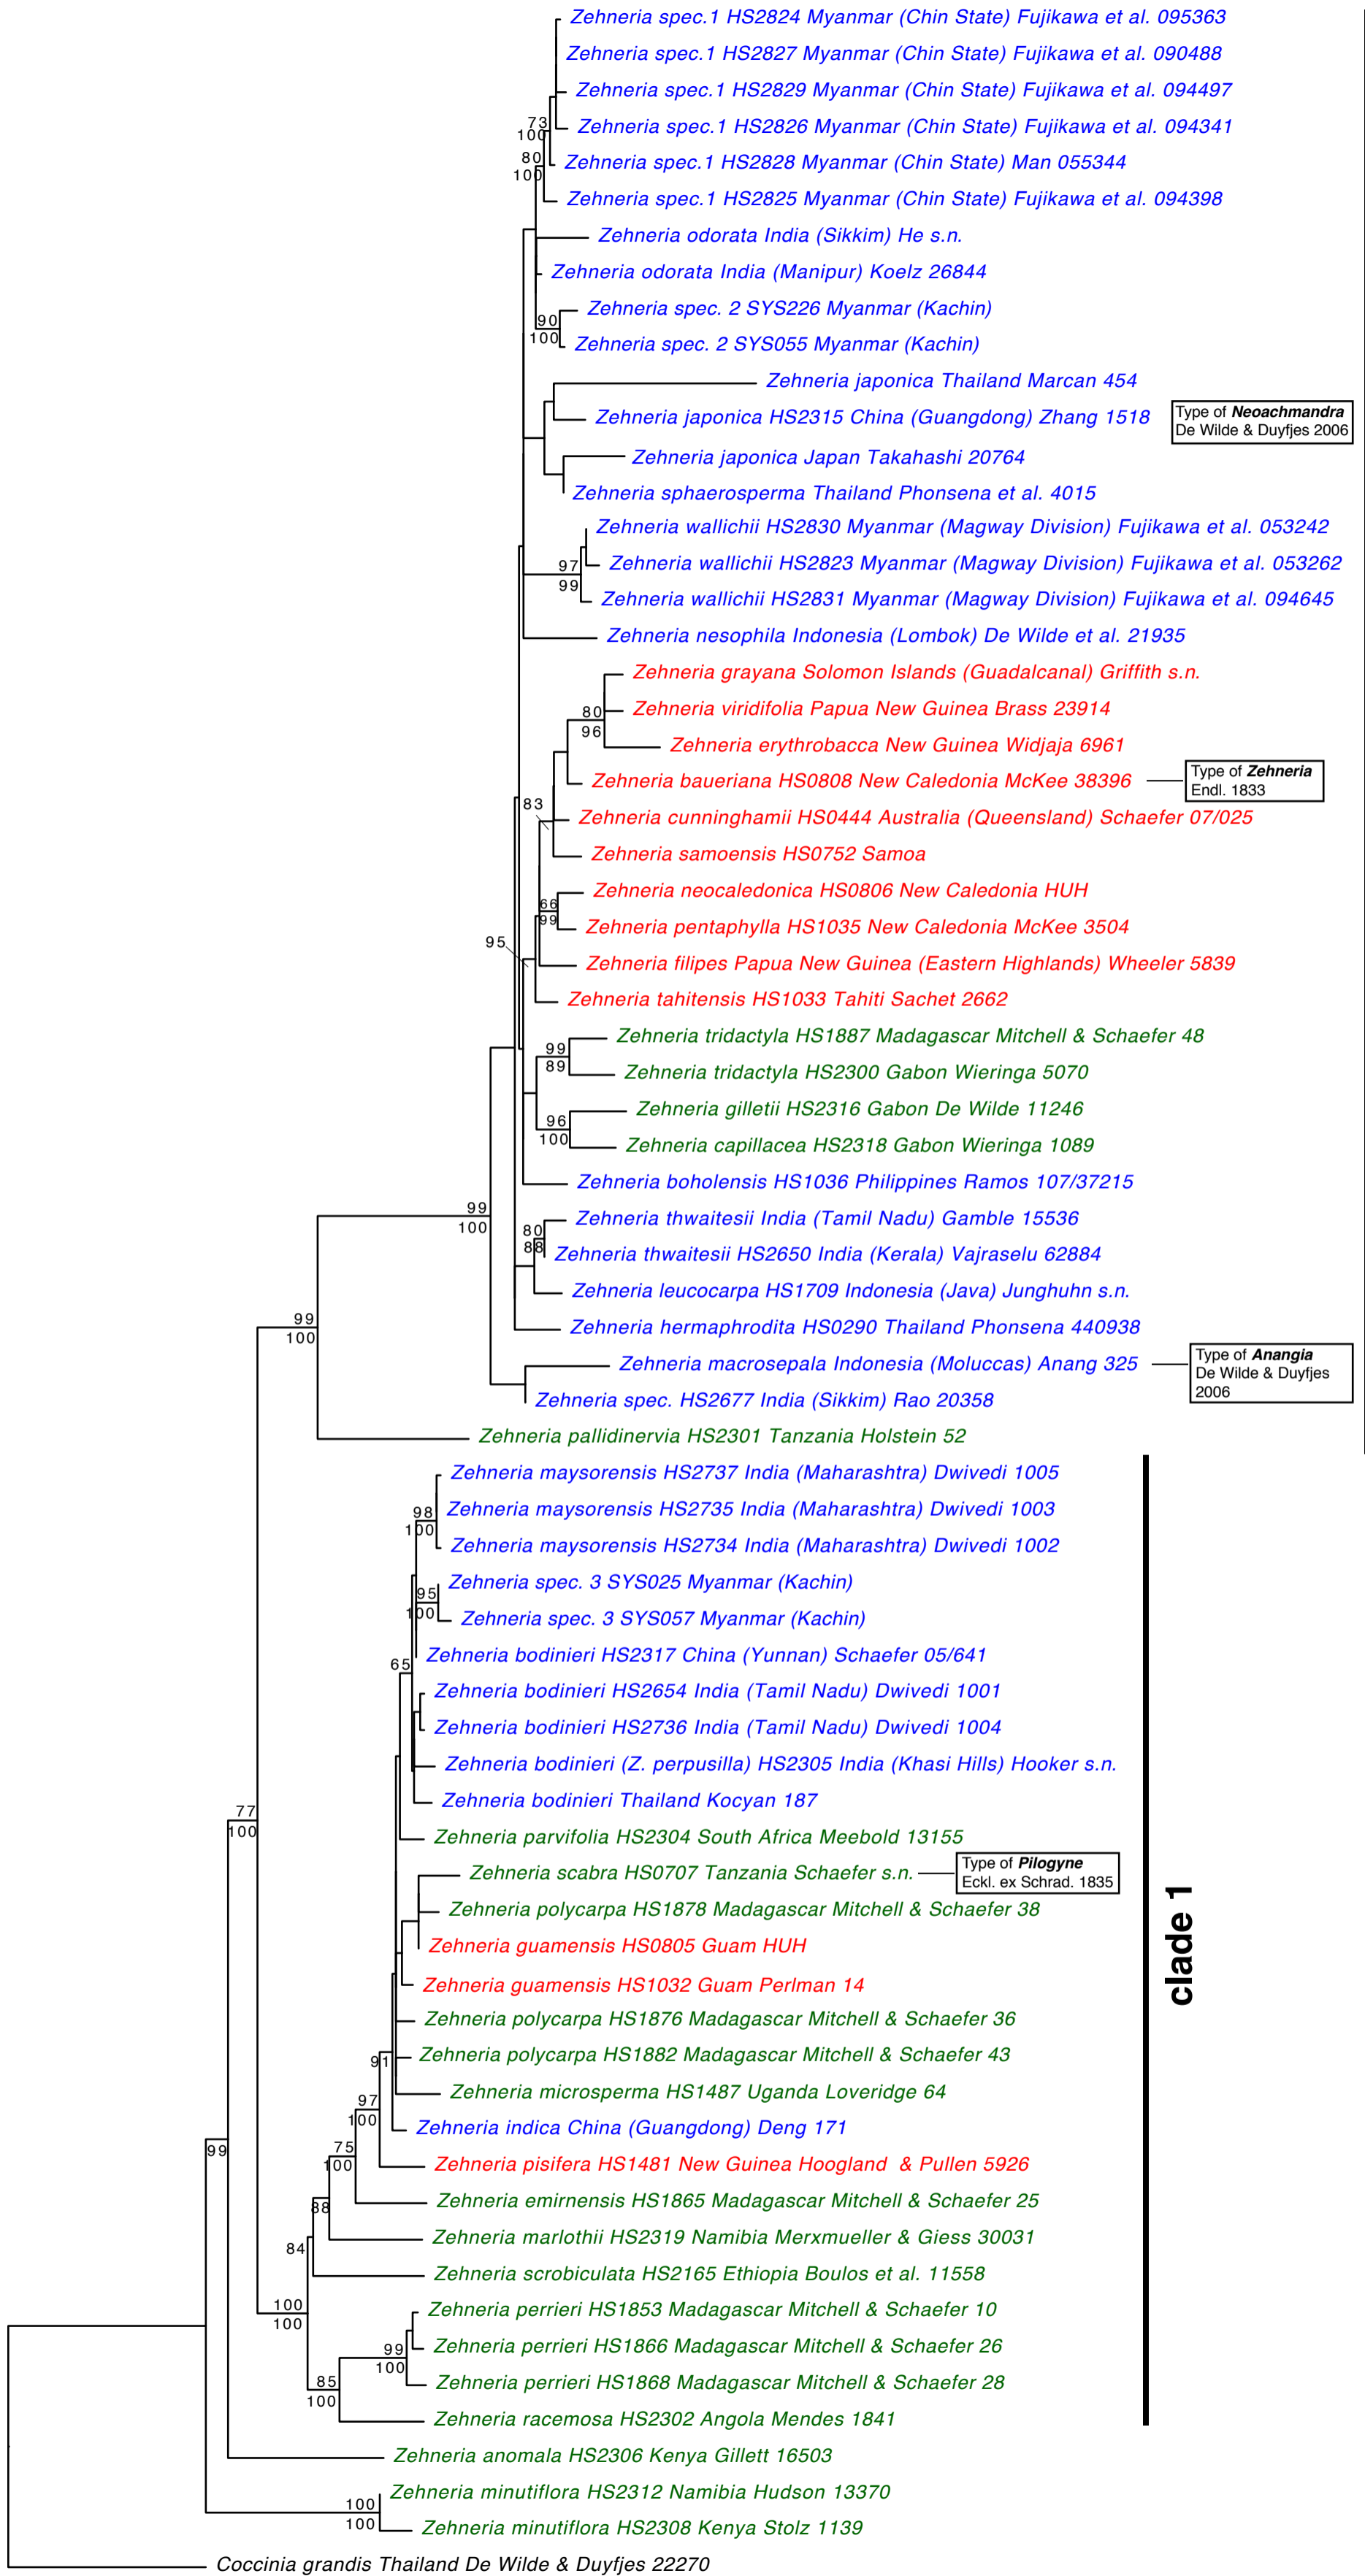 Zehneria spec.1 HS2824 Myanmar (Chin State) Fujikawa et al. 095363
Zehneria spec.1 HS2827 Myanmar (Chin State) Fujikawa et al. 090488
Zehneria spec.1 HS2829 Myanmar (Chin State) Fujikawa et al. 094497
Zehneria spec.1 HS2826 Myanmar (Chin State) Fujikawa et al. 094341
73
100
Zehneria spec.1 HS2828 Myanmar (Chin State) Man 055344
80
100
Zehneria spec.1 HS2825 Myanmar (Chin State) Fujikawa et al. 094398
Zehneria odorata India (Sikkim) He s.n.
Zehneria odorata India (Manipur) Koelz 26844
Zehneria spec. 2 SYS226 Myanmar (Kachin)
90
100
Zehneria spec. 2 SYS055 Myanmar (Kachin)
Zehneria japonica Thailand Marcan 454
Zehneria japonica HS2315 China (Guangdong) Zhang 1518
Type of Neoachmandra
De Wilde & Duyfjes 2006
Zehneria japonica Japan Takahashi 20764
Zehneria sphaerosperma Thailand Phonsena et al. 4015
Zehneria wallichii HS2830 Myanmar (Magway Division) Fujikawa et al. 053242
Zehneria wallichii HS2823 Myanmar (Magway Division) Fujikawa et al. 053262
97
99
Zehneria wallichii HS2831 Myanmar (Magway Division) Fujikawa et al. 094645
Zehneria nesophila Indonesia (Lombok) De Wilde et al. 21935
Zehneria grayana Solomon Islands (Guadalcanal) Griffith s.n.
Zehneria viridifolia Papua New Guinea Brass 23914
80
96
Zehneria erythrobacca New Guinea Widjaja 6961
Zehneria baueriana HS0808 New Caledonia McKee 38396
Type of Zehneria
Endl. 1833
83
Zehneria cunninghamii HS0444 Australia (Queensland) Schaefer 07/025
Zehneria samoensis HS0752 Samoa
Zehneria neocaledonica HS0806 New Caledonia HUH
66
99
Zehneria pentaphylla HS1035 New Caledonia McKee 3504
95
Zehneria filipes Papua New Guinea (Eastern Highlands) Wheeler 5839
Zehneria tahitensis HS1033 Tahiti Sachet 2662
Zehneria tridactyla HS1887 Madagascar Mitchell & Schaefer 48
99
89
Zehneria tridactyla HS2300 Gabon Wieringa 5070
Zehneria gilletii HS2316 Gabon De Wilde 11246
96
100
Zehneria capillacea HS2318 Gabon Wieringa 1089
Zehneria boholensis HS1036 Philippines Ramos 107/37215
99
100
Zehneria thwaitesii India (Tamil Nadu) Gamble 15536
80
88
Zehneria thwaitesii HS2650 India (Kerala) Vajraselu 62884
Zehneria leucocarpa HS1709 Indonesia (Java) Junghuhn s.n.
99
100
Zehneria hermaphrodita HS0290 Thailand Phonsena 440938
Zehneria macrosepala Indonesia (Moluccas) Anang 325
Type of Anangia
De Wilde & Duyfjes
2006
Zehneria spec. HS2677 India (Sikkim) Rao 20358
Zehneria pallidinervia HS2301 Tanzania Holstein 52
Zehneria maysorensis HS2737 India (Maharashtra) Dwivedi 1005
Zehneria maysorensis HS2735 India (Maharashtra) Dwivedi 1003
98
100
Zehneria maysorensis HS2734 India (Maharashtra) Dwivedi 1002
Zehneria spec. 3 SYS025 Myanmar (Kachin)
95
100
Zehneria spec. 3 SYS057 Myanmar (Kachin)
Zehneria bodinieri HS2317 China (Yunnan) Schaefer 05/641
65
Zehneria bodinieri HS2654 India (Tamil Nadu) Dwivedi 1001
Zehneria bodinieri HS2736 India (Tamil Nadu) Dwivedi 1004
Zehneria bodinieri (Z. perpusilla) HS2305 India (Khasi Hills) Hooker s.n.
Zehneria bodinieri Thailand Kocyan 187
77
100
Zehneria parvifolia HS2304 South Africa Meebold 13155
Zehneria scabra HS0707 Tanzania Schaefer s.n.
Type of Pilogyne
Eckl. ex Schrad. 1835
Zehneria polycarpa HS1878 Madagascar Mitchell & Schaefer 38
clade 1
Zehneria guamensis HS0805 Guam HUH
Zehneria guamensis HS1032 Guam Perlman 14
Zehneria polycarpa HS1876 Madagascar Mitchell & Schaefer 36
Zehneria polycarpa HS1882 Madagascar Mitchell & Schaefer 43
91
Zehneria microsperma HS1487 Uganda Loveridge 64
97
100
Zehneria indica China (Guangdong) Deng 171
99
75
100
Zehneria pisifera HS1481 New Guinea Hoogland & Pullen 5926
Zehneria emirnensis HS1865 Madagascar Mitchell & Schaefer 25
88
Zehneria marlothii HS2319 Namibia Merxmueller & Giess 30031
84
Zehneria scrobiculata HS2165 Ethiopia Boulos et al. 11558
100
100
Zehneria perrieri HS1853 Madagascar Mitchell & Schaefer 10
Zehneria perrieri HS1866 Madagascar Mitchell & Schaefer 26
99
100
Zehneria perrieri HS1868 Madagascar Mitchell & Schaefer 28
85
100
Zehneria racemosa HS2302 Angola Mendes 1841
Zehneria anomala HS2306 Kenya Gillett 16503
Zehneria minutiflora HS2312 Namibia Hudson 13370
100
100
Zehneria minutiflora HS2308 Kenya Stolz 1139
Coccinia grandis Thailand De Wilde & Duyfjes 22270